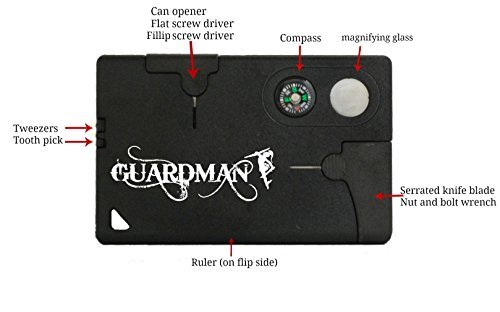 Can opener
Flat screw driver
Fillip screw driver
Compass
magnifying glass
Tweezers
Tooth pick
GUARDMAN
Serrated knife blade
Nut and bolt wrench
Ruler (on flip side)